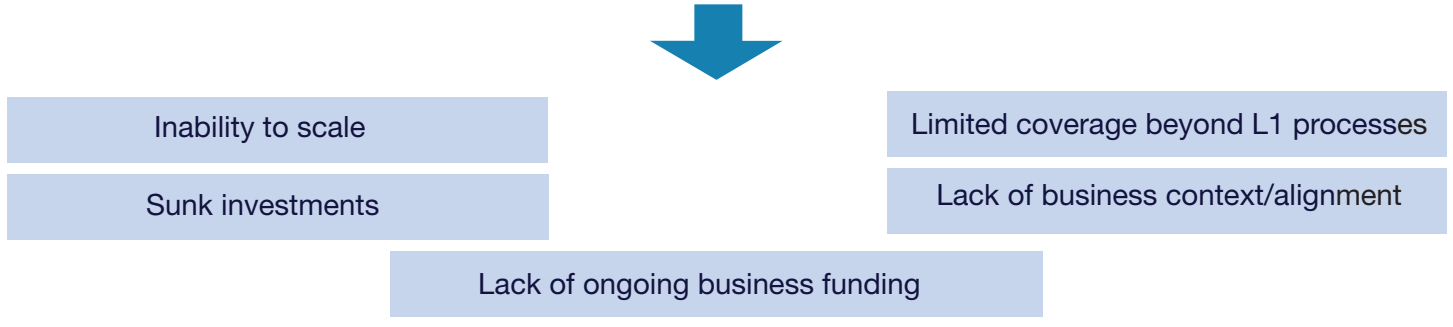 Inability to scale
Limited coverage beyond L1 processes
Sunk investments
Lack of business context/alignment
Lack of ongoing business funding